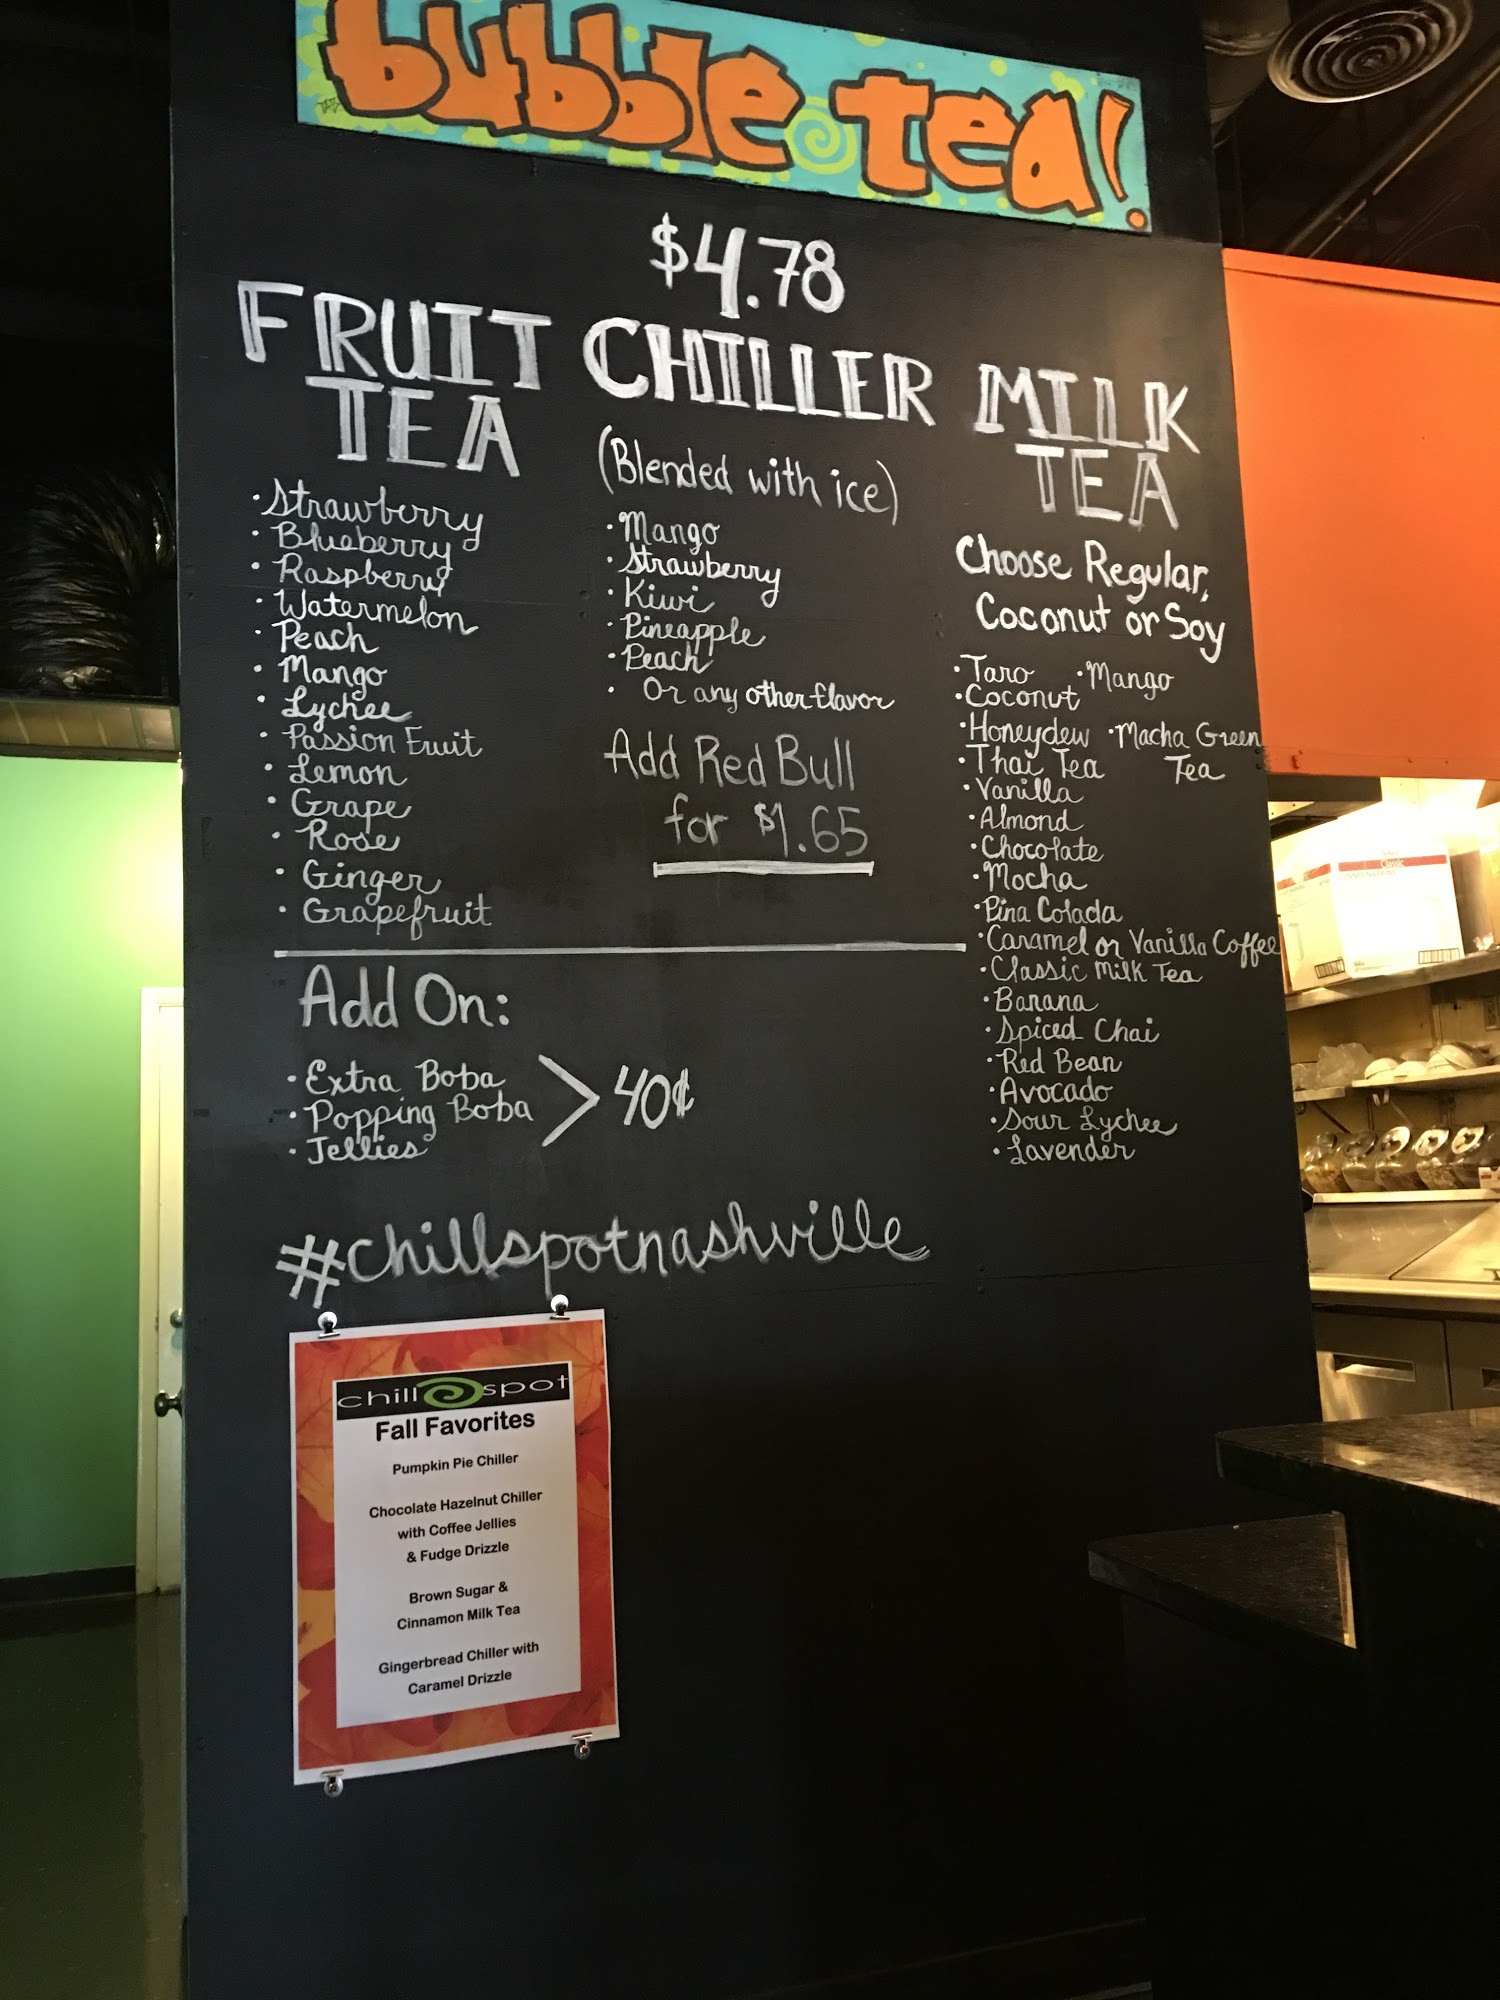 bubble tea!
$4.78
FRUIT
TEA
• Strawberry
• Blueberry
• Raspberry
• Watermelon
• Peach
• Mango
• Lychee
• Passion Fruit
• Lemon
• Grape
• Rose
• Ginger
• Grapefruit
CHILLER
(Blended with ice)
• Mango
• Strawberry
• Kiwi
• Pineapple
• Peach
• Or any other flavor
Add Red Bull
for $1.65
MILK
TEA
Choose Regular,
Coconut or Soy
• Taro
• Coconut
• Honeydew
• Thai Tea
• Vanilla
• Almond
• Chocolate
• Mocha
• Pina Colada
• Caramel or Vanilla Coffee
• Classic Milk Tea
• Banana
• Spiced Chai
• Red Bean
• Avocado
• Sour Lychee
• Lavender
• Mango
• Macha Green
Tea
Add On:
• Extra Boba
• Popping Boba
• Jellies
> 40¢
#chillspotnashville
chill spot
Fall Favorites
Pumpkin Pie Chiller
Chocolate Hazelnut Chiller
with Coffee Jellies
& Fudge Drizzle
Brown Sugar &
Cinnamon Milk Tea
Gingerbread Chiller with
Caramel Drizzle
Classic